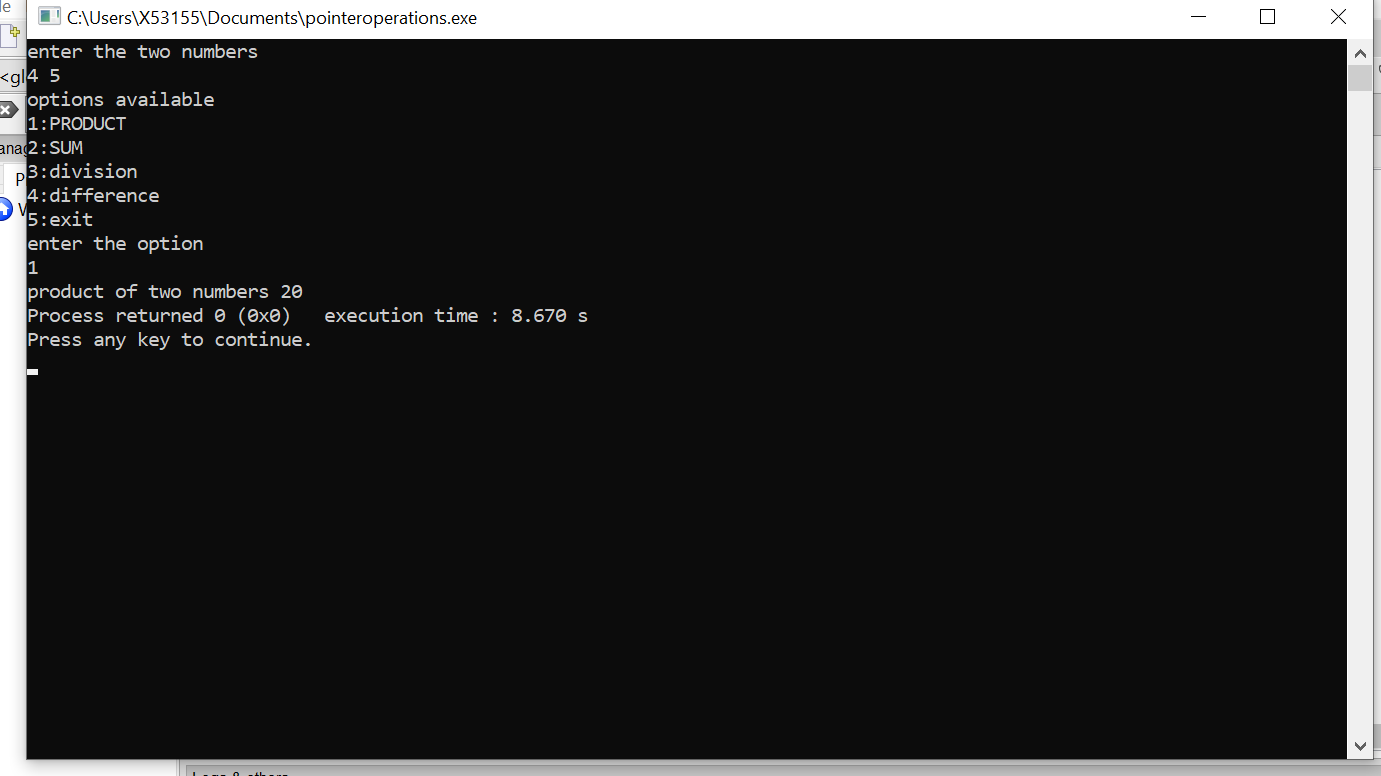 C:\Users\X53155\Documents\pointeroperations.exe
enter the two numbers
4 5
options available
1:PRODUCT
2:SUM
3:division
4:difference
5:exit
enter the option
1
product of two numbers 20
Process returned 0 (0x0)   execution time : 8.670 s
Press any key to continue.